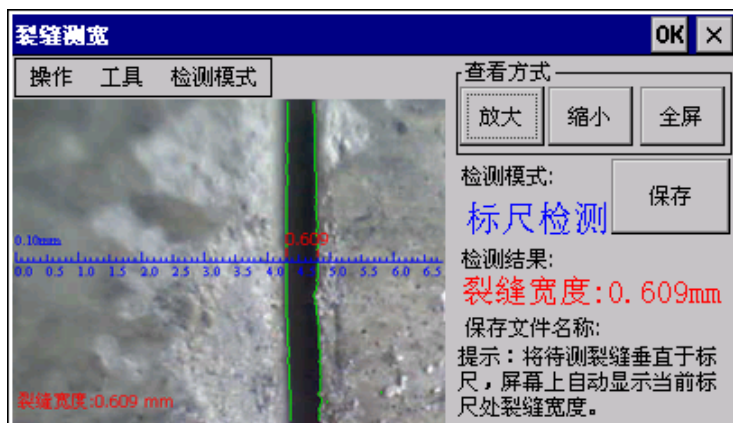 裂缝测宽
OK ×
操作 工具 检测模式
查看方式
放大 缩小 全屏
检测模式:
标尺检测
保存
检测结果:
裂缝宽度:0.609mm
保存文件名称:
提示：将待测裂缝垂直于标
尺，屏幕上自动显示当前标
尺处裂缝宽度。
0.10mm
0.609
0.0 0.5 1.0 1.5 2.0 2.5 3.0 3.5 4.0 4.5 5.0 5.5 6.0 6.5
裂缝宽度:0.609 mm